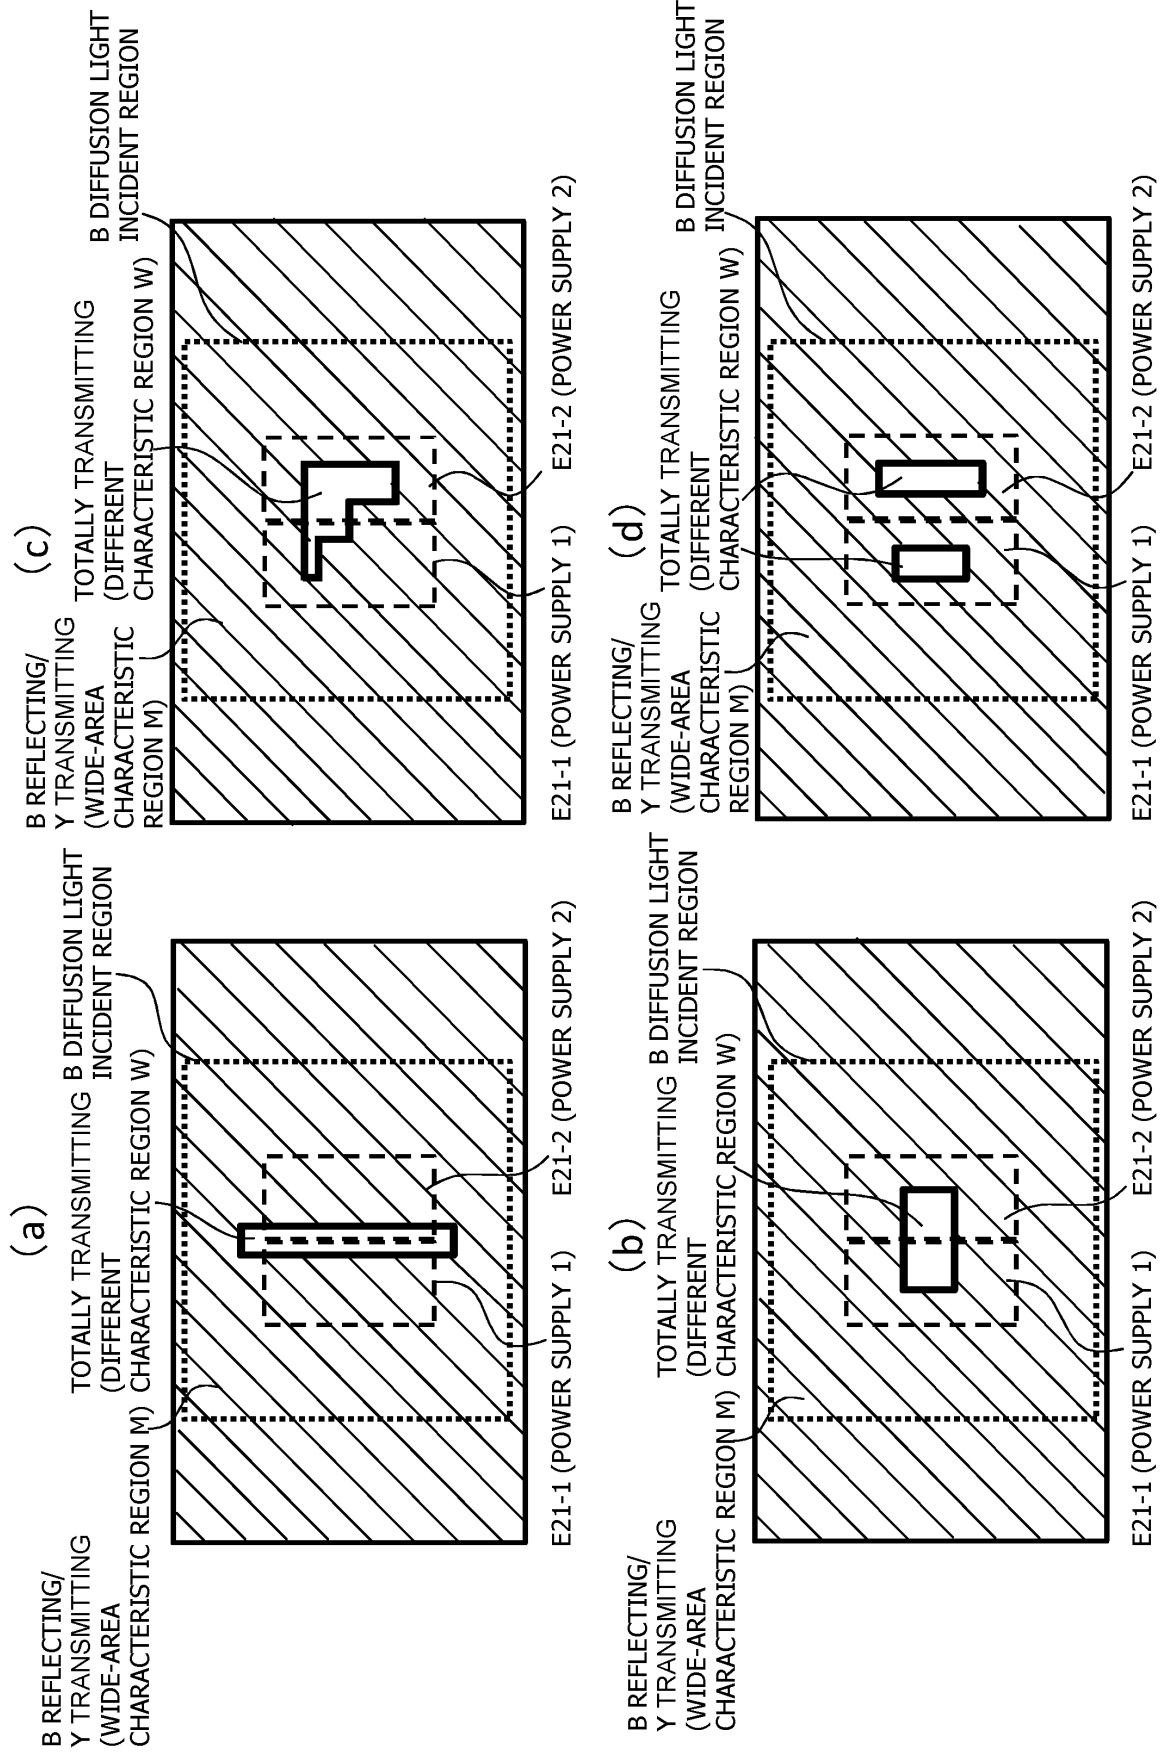 (a)
B REFLECTING/
Y TRANSMITTING
(WIDE-AREA
CHARACTERISTIC REGION M)
TOTALLY TRANSMITTING
(DIFFERENT
CHARACTERISTIC REGION W)
B DIFFUSION LIGHT
INCIDENT REGION
E21-1 (POWER SUPPLY 1)
E21-2 (POWER SUPPLY 2)
(c)
B REFLECTING/
Y TRANSMITTING
(WIDE-AREA
CHARACTERISTIC
REGION M)
TOTALLY TRANSMITTING
(DIFFERENT
CHARACTERISTIC REGION W)
B DIFFUSION LIGHT
INCIDENT REGION
E21-1 (POWER SUPPLY 1)
E21-2 (POWER SUPPLY 2)
(b)
B REFLECTING/
Y TRANSMITTING
(WIDE-AREA
CHARACTERISTIC REGION M)
TOTALLY TRANSMITTING
(DIFFERENT
CHARACTERISTIC REGION W)
B DIFFUSION LIGHT
INCIDENT REGION
E21-1 (POWER SUPPLY 1)
E21-2 (POWER SUPPLY 2)
(d)
B REFLECTING/
Y TRANSMITTING
(WIDE-AREA
CHARACTERISTIC
REGION M)
TOTALLY TRANSMITTING
(DIFFERENT
CHARACTERISTIC REGION W)
B DIFFUSION LIGHT
INCIDENT REGION
E21-1 (POWER SUPPLY 1)
E21-2 (POWER SUPPLY 2)